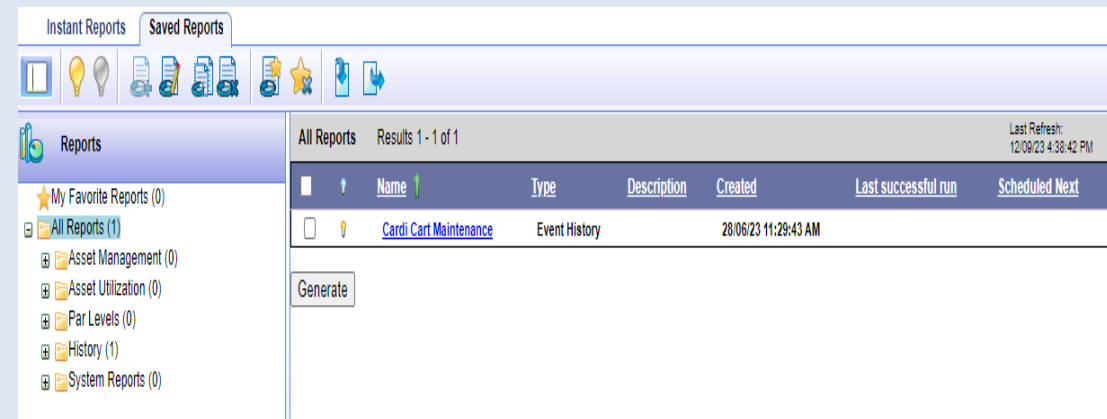 Instant Reports Saved Reports
Reports
My Favorite Reports (0)
All Reports (1)
Asset Management (0)
Asset Utilization (0)
Par Levels (0)
History (1)
System Reports (0)
All Reports Results 1 - 1 of 1
Last Refresh:
12/09/23 4:38:42 PM
Name Type Description Created Last successful run Scheduled Next
Cardi Cart Maintenance Event History 28/06/23 11:29:43 AM
Generate